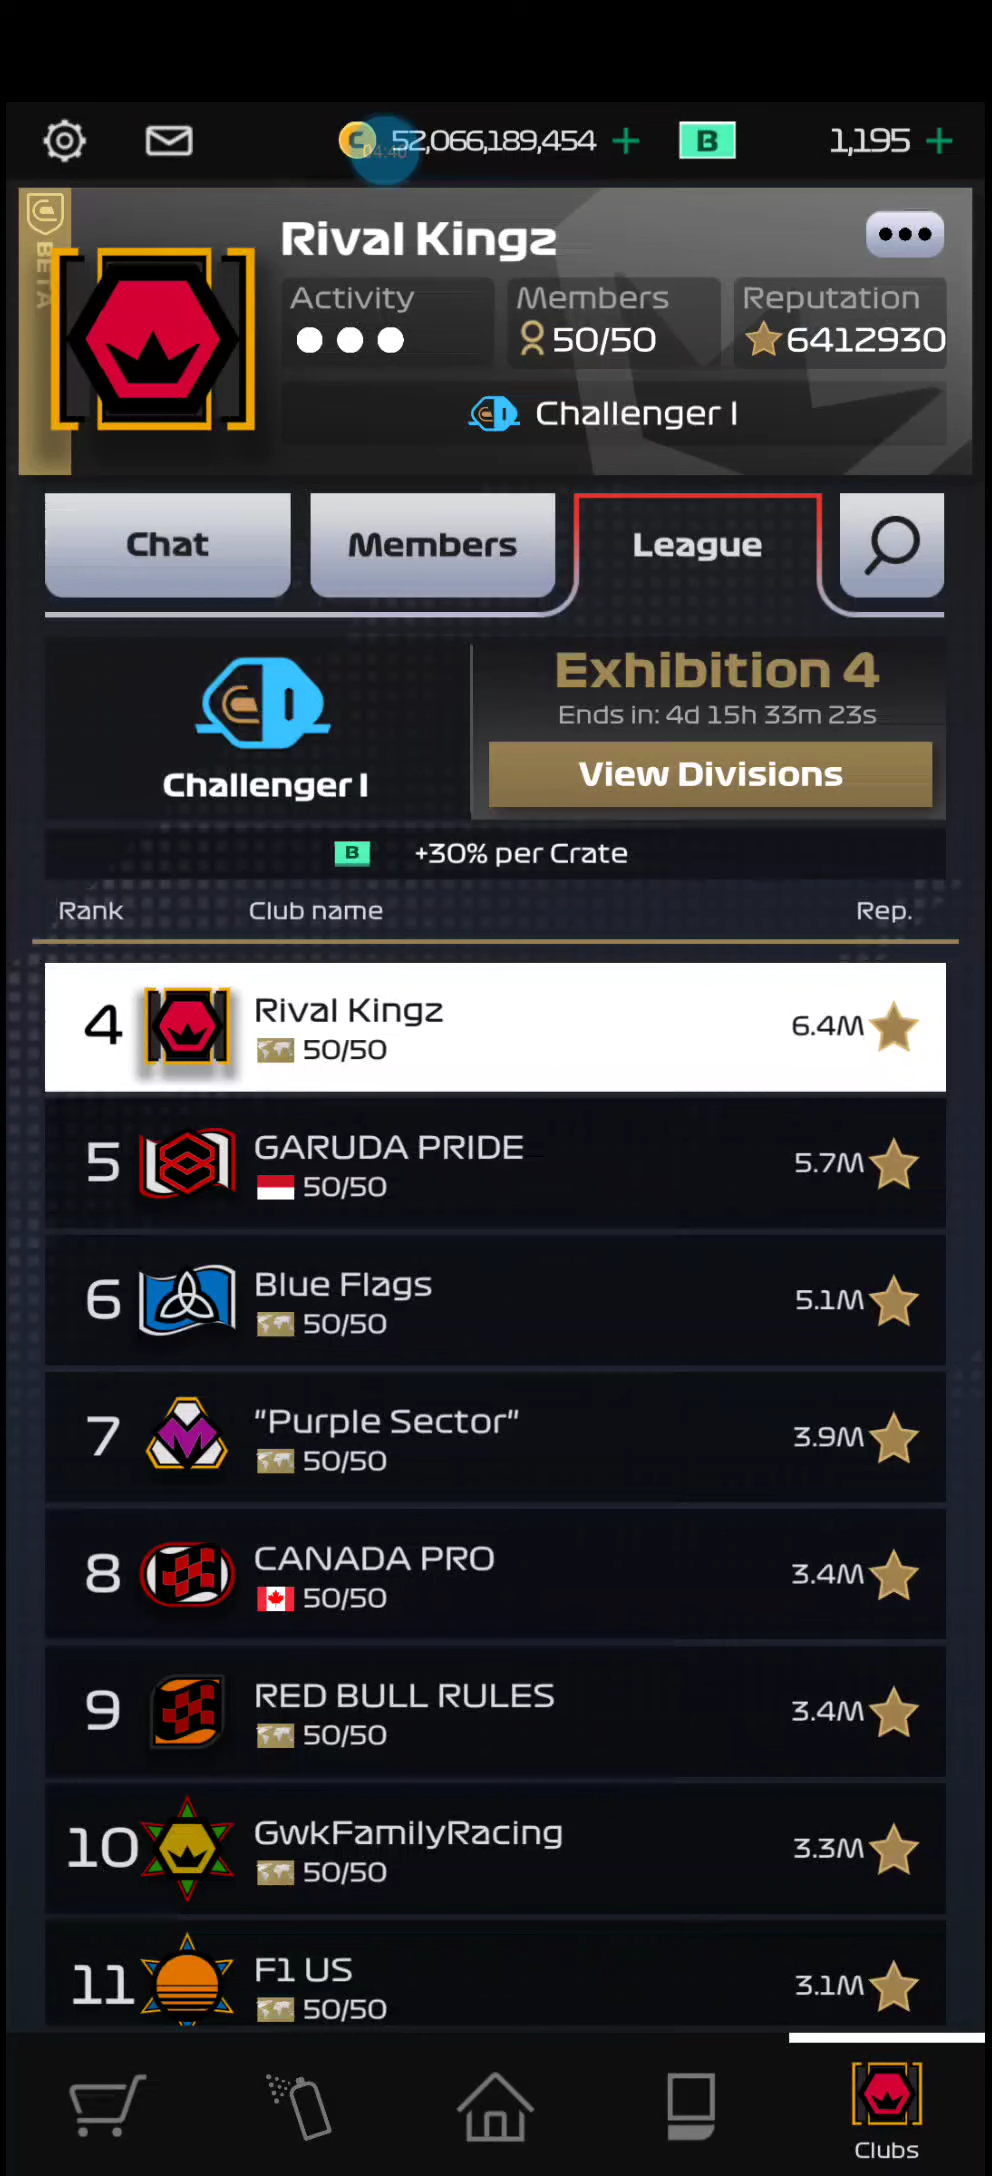 52,066,189,454 +
B
1,195 +
04:40
BETA
Rival Kingz
Activity
Members
50/50
Reputation
6412930
Challenger I
Chat
Members
League
Challenger I
Exhibition 4
Ends in: 4d 15h 33m 23s
View Divisions
B +30% per Crate
Rank Club name Rep.
4 Rival Kingz 6.4M
50/50
5 GARUDA PRIDE 5.7M
50/50
6 Blue Flags 5.1M
50/50
7 "Purple Sector" 3.9M
50/50
8 CANADA PRO 3.4M
50/50
9 RED BULL RULES 3.4M
50/50
10 GwkFamilyRacing 3.3M
50/50
11 F1 US 3.1M
50/50
Clubs